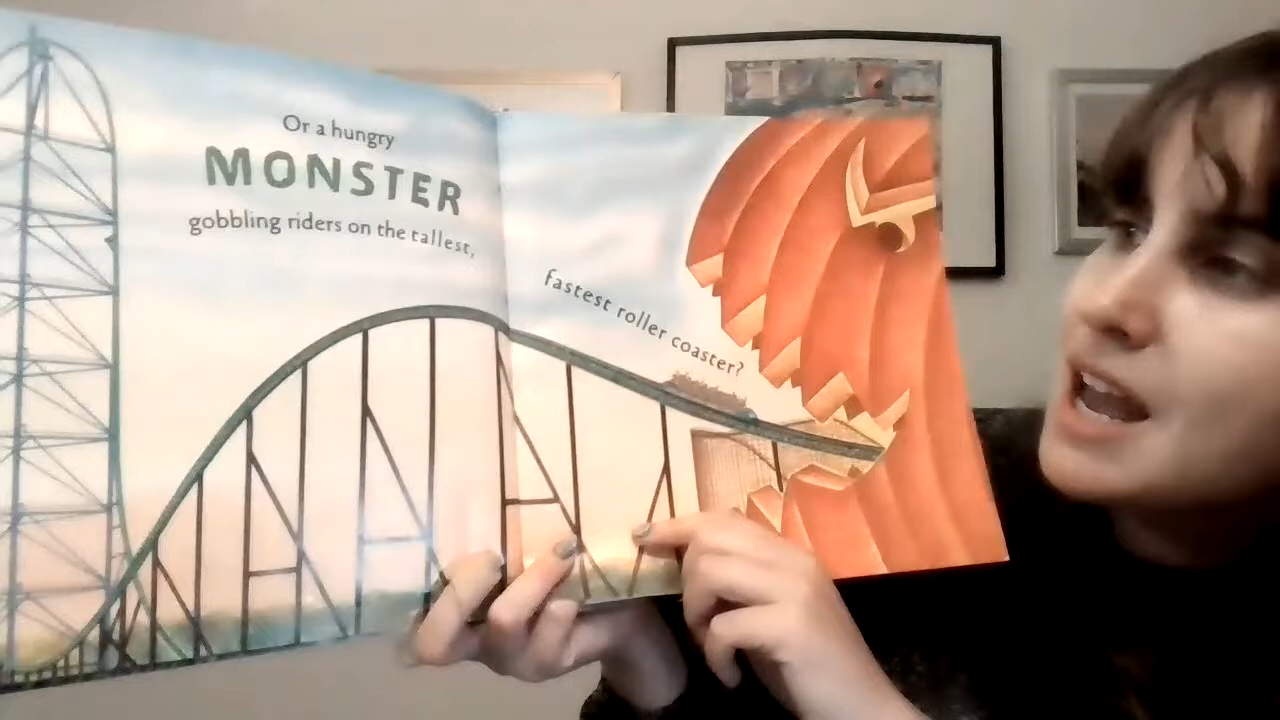 Or a hungry
MONSTER
gobbling riders on the tallest,
fastest roller coaster?